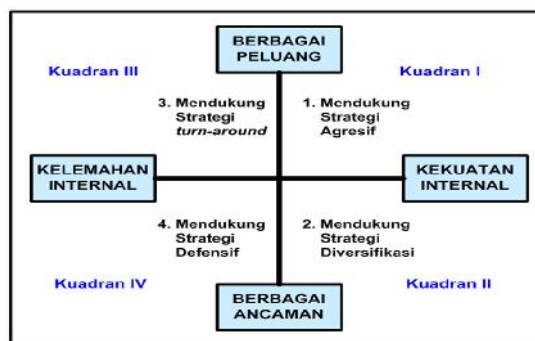 BERBAGAI
PELUANG
Kuadran III
Kuadran I
3. Mendukung
Strategi
turn-around
1. Mendukung
Strategi
Agresif
KELEMAHAN
INTERNAL
KEKUATAN
INTERNAL
4. Mendukung
Strategi
Defensif
2. Mendukung
Strategi
Diversifikasi
Kuadran IV
Kuadran II
BERBAGAI
ANCAMAN